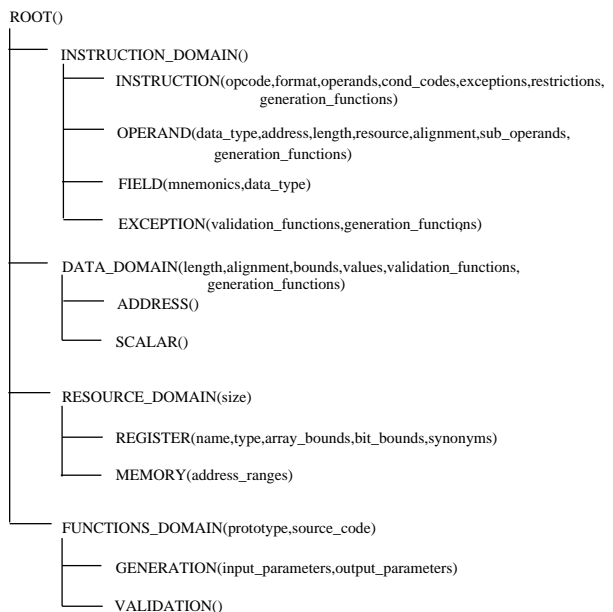 ROOT()
INSTRUCTION_DOMAIN()
INSTRUCTION(opcode,format,operands,cond_codes,exceptions,restrictions,
generation_functions)
OPERAND(data_type,address,length,resource,alignment,sub_operands,
generation_functions)
FIELD(mnemonics,data_type)
EXCEPTION(validation_functions,generation_functions)
DATA_DOMAIN(length,alignment,bounds,values,validation_functions,
generation_functions)
ADDRESS()
SCALAR()
RESOURCE_DOMAIN(size)
REGISTER(name,type,array_bounds,bit_bounds,synonyms)
MEMORY(address_ranges)
FUNCTIONS_DOMAIN(prototype,source_code)
GENERATION(input_parameters,output_parameters)
VALIDATION()